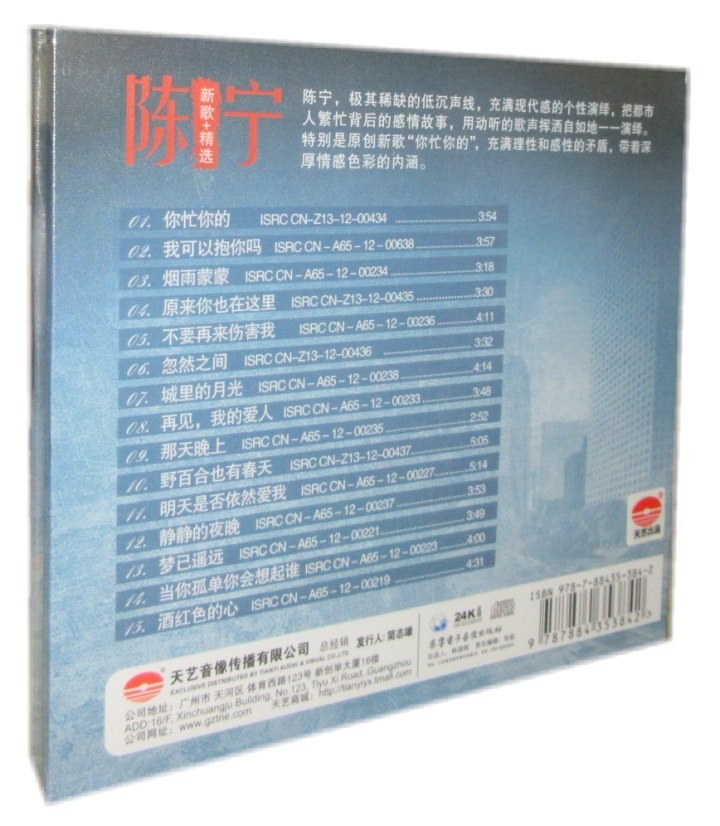 陈宁
新歌+精选
陈宁，极其稀缺的低沉声线，充满现代感的个性演绎，把都市
人繁忙背后的感情故事，用动听的歌声挥洒自如地一一演绎。
特别是原创新歌“你忙你的”，充满理性和感性的矛盾，带着深
厚情感色彩的内涵。
01. 你忙你的 ISRC CN-Z13-12-00434 3:54
02. 我可以抱你吗 ISRC CN-A65-12-00638 3:57
03. 烟雨蒙蒙 ISRC CN-A65-12-00234 3:18
04. 原来你也在这里 ISRC CN-Z13-12-00435 3:30
05. 不要再来伤害我 ISRC CN-A65-12-00236 4:11
06. 忽然之间 ISRC CN-Z13-12-00436 3:32
07. 城里的月光 ISRC CN-A65-12-00238 4:14
08. 再见，我的爱人 ISRC CN-A65-12-00233 3:48
09. 那天晚上 ISRC CN-A65-12-00235 2:52
10. 野百合也有春天 ISRC CN-Z13-12-00437 5:05
11. 明天是否依然爱我 ISRC CN-A65-12-00227 5:14
12. 静静的夜晚 ISRC CN-A65-12-00237 3:53
13. 梦已遥远 ISRC CN-A65-12-00221 3:49
14. 当你孤单你会想起谁 ISRC CN-A65-12-00223 4:00
15. 酒红色的心 ISRC CN-A65-12-00219 4:31
天艺出品
ISBN 978-7-88435-384-2
9 787884 353842
24K
天艺音像传播有限公司 总经销 发行人：简志雄
EXCLUSIVE DISTRIBUTED BY TIANYI AUDIO & VISUAL CO.LTD
公司地址：广州市 天河区 体育西路123号 新创举大厦16楼
ADD:16/F, Xinchuangju Building, No.123, Tiyu Xi Road, Guangzhou
公司网址：www.gztne.com 天艺商城：http://tianyiyx.tmall.com